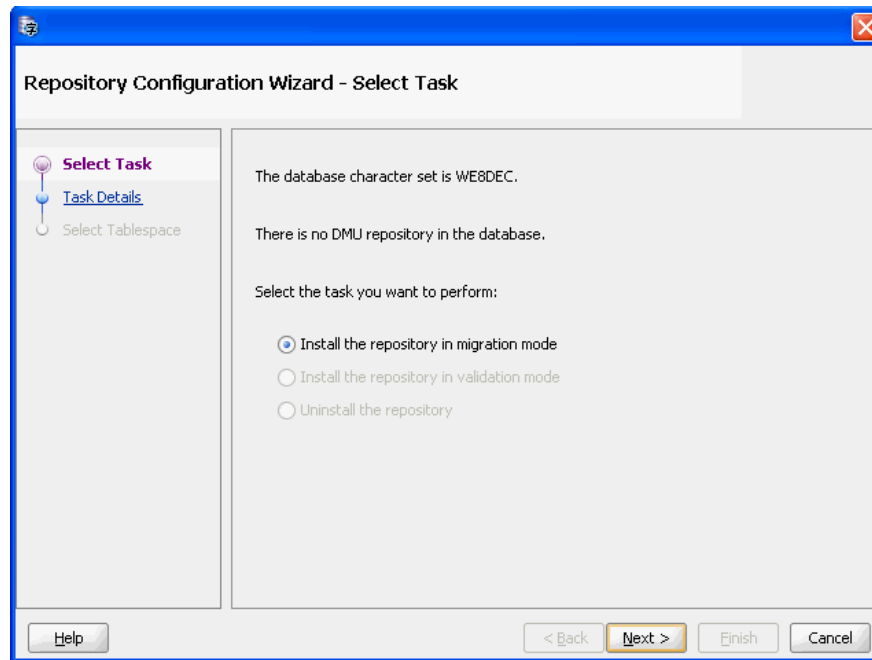 Repository Configuration Wizard - Select Task
Select Task
Task Details
Select Tablespace
The database character set is WE8DEC.
There is no DMU repository in the database.
Select the task you want to perform:
Install the repository in migration mode
Install the repository in validation mode
Uninstall the repository
Help
< Back
Next >
Finish
Cancel